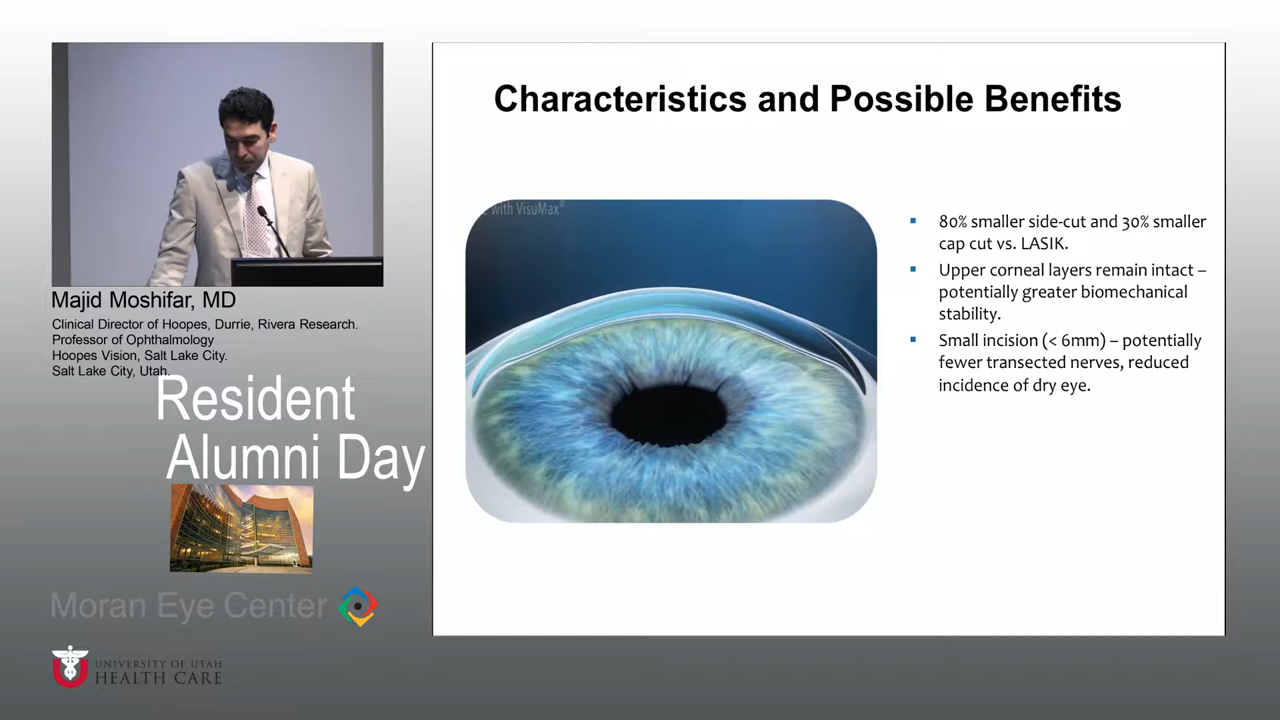 Characteristics and Possible Benefits
with VisuMax®
80% smaller side-cut and 30% smaller
cap cut vs. LASIK.
Upper corneal layers remain intact –
potentially greater biomechanical
stability.
Small incision (< 6mm) – potentially
fewer transected nerves, reduced
incidence of dry eye.
Majid Moshifar, MD
Clinical Director of Hoopes, Durrie, Rivera Research.
Professor of Ophthalmology
Hoopes Vision, Salt Lake City.
Salt Lake City, Utah.
Resident
Alumni Day
Moran Eye Center
UNIVERSITY OF UTAH
HEALTH CARE